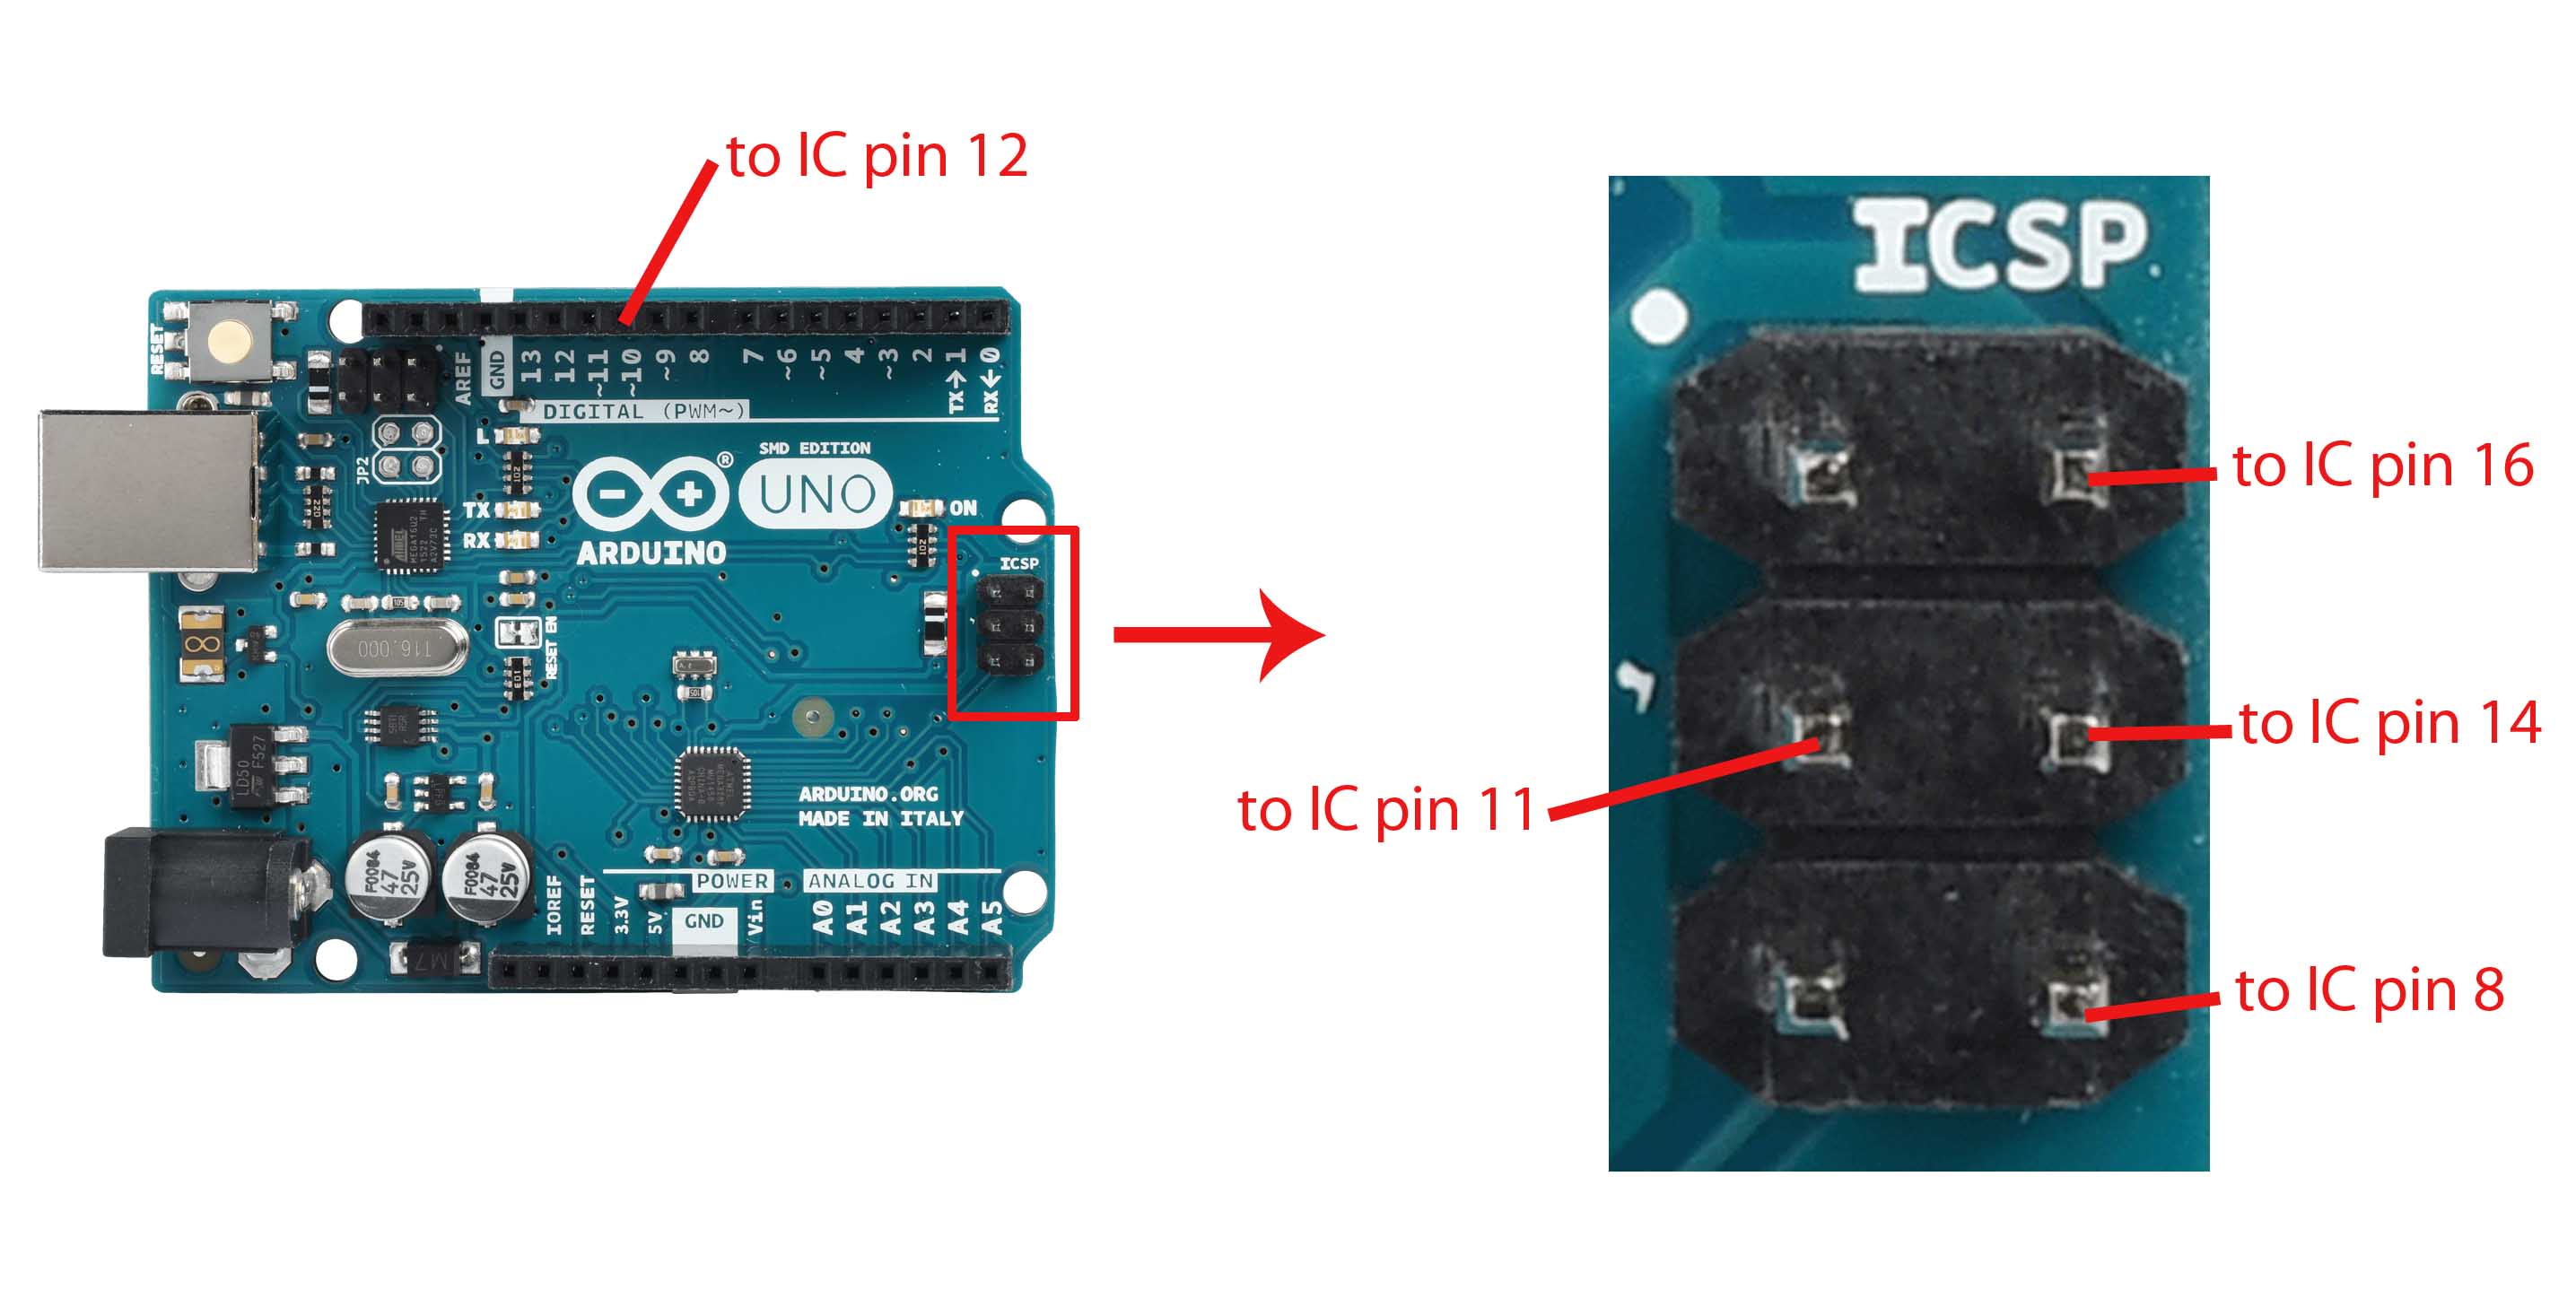 to IC pin 12
RESET
AREF
GND
13
12
~11
~10
~9
8
7
~6
~5
4
~3
2
TX→1
RX←0
DIGITAL (PWM~)
L
TX
RX
JP2
SMD EDITION
UNO
®
ARDUINO
ON
ICSP
RESET EN
T16.000
LD50
F527
F0084
47
25V
F0084
47
25V
M7
ARDUINO.ORG
MADE IN ITALY
POWER
ANALOG IN
IOREF
RESET
3.3V
5V
GND
Vin
A0
A1
A2
A3
A4
A5
ICSP
to IC pin 16
to IC pin 14
to IC pin 11
to IC pin 8